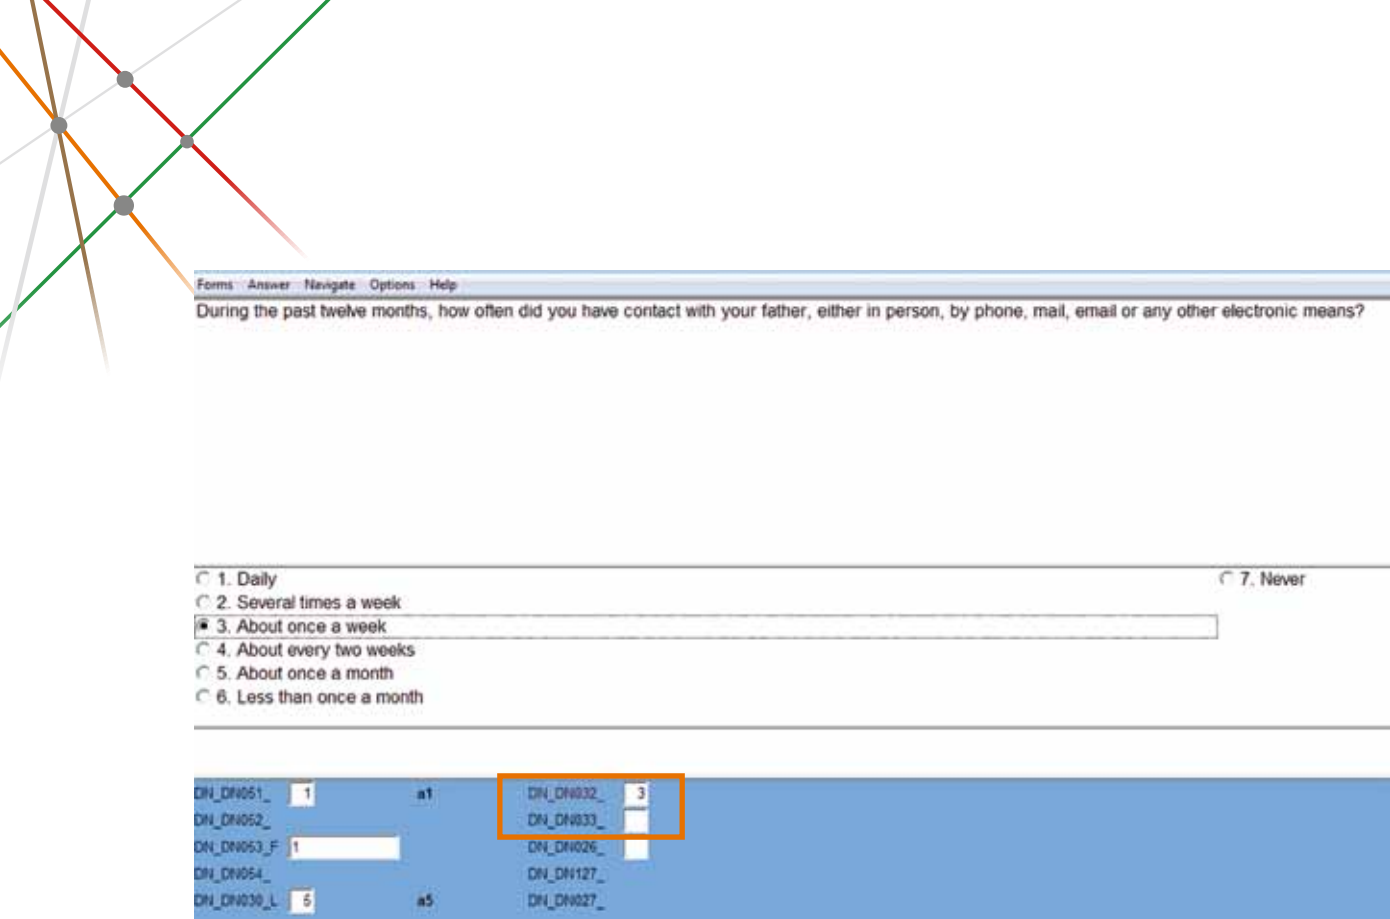 Forms Answer Navigate Options Help
During the past twelve months, how often did you have contact with your father, either in person, by phone, mail, email or any other electronic means?
1. Daily
7. Never
2. Several times a week
3. About once a week
4. About every two weeks
5. About once a month
6. Less than once a month
DN_DN051_ 1 a1 DN_DN032_ 3
DN_DN052_ DN_DN033_
DN_DN053_F 1 DN_DN026_
DN_DN054_ DN_DN127_
DN_DN030_L 5 a5 DN_DN027_